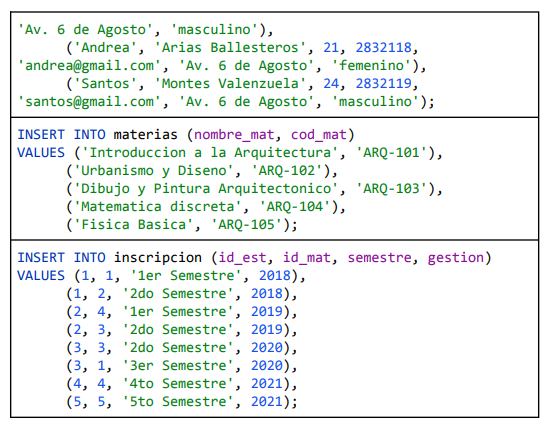 'Av. 6 de Agosto', 'masculino'),
('Andrea', 'Arias Ballesteros', 21, 2832118,
'andrea@gmail.com', 'Av. 6 de Agosto', 'femenino'),
('Santos', 'Montes Valenzuela', 24, 2832119,
'santos@gmail.com', 'Av. 6 de Agosto', 'masculino');
INSERT INTO materias (nombre_mat, cod_mat)
VALUES ('Introduccion a la Arquitectura', 'ARQ-101'),
('Urbanismo y Diseno', 'ARQ-102'),
('Dibujo y Pintura Arquitectonico', 'ARQ-103'),
('Matematica discreta', 'ARQ-104'),
('Fisica Basica', 'ARQ-105');
INSERT INTO inscripcion (id_est, id_mat, semestre, gestion)
VALUES (1, 1, '1er Semestre', 2018),
(1, 2, '2do Semestre', 2018),
(2, 4, '1er Semestre', 2019),
(2, 3, '2do Semestre', 2019),
(3, 3, '2do Semestre', 2020),
(3, 1, '3er Semestre', 2020),
(4, 4, '4to Semestre', 2021),
(5, 5, '5to Semestre', 2021);